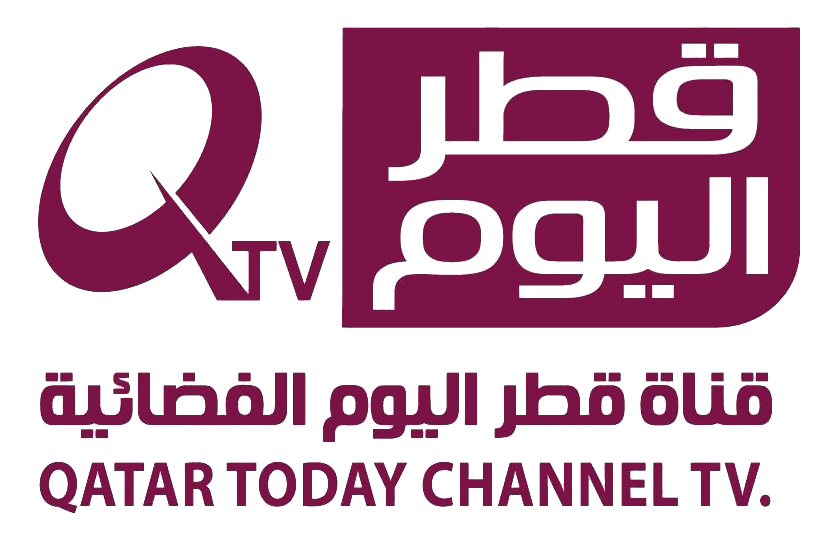 QTV
قطر
اليوم
قناة قطر اليوم الفضائية
QATAR TODAY CHANNEL TV.